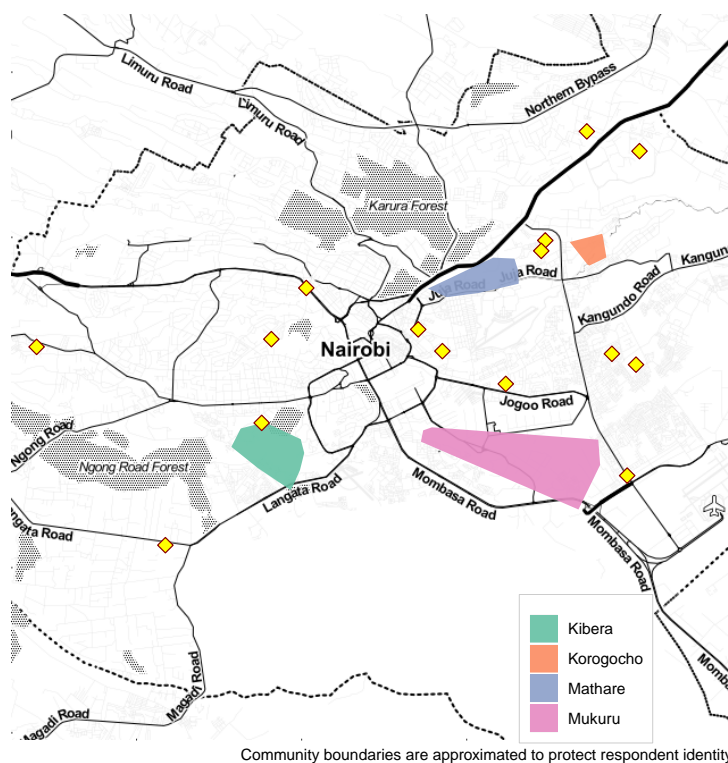 Limuru Road
Limuru Road
Northern Bypass
Karura Forest
Juja Road
Juja Road
Kangun
Kangundo Road
Nairobi
Jogoo Road
Ngong Road
Ngong Road Forest
Langata Road
Mombasa Road
ngata Road
Mombasa Road
Magadi Road
Magadi Road
Momba
Kibera
Korogocho
Mathare
Mukuru
Community boundaries are approximated to protect respondent identity